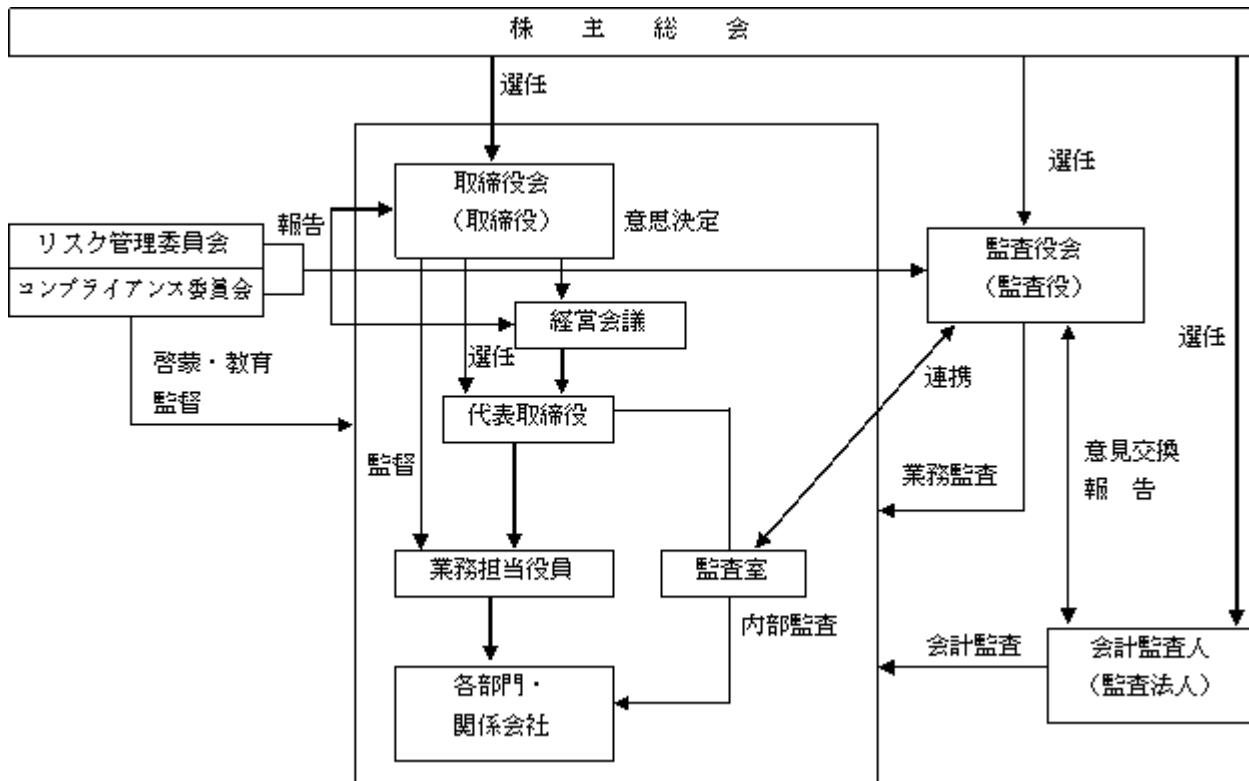 株主総会
選任
取締役会
（取締役）
意思決定
選任
報告
リスク管理委員会
コンプライアンス委員会
監査役会
（監査役）
経営会議
選任
選任
啓蒙・教育
監督
連携
代表取締役
監督
業務監査
意見交換
報　告
業務担当役員
監査室
内部監査
会計監査
会計監査人
（監査法人）
各部門・
関係会社